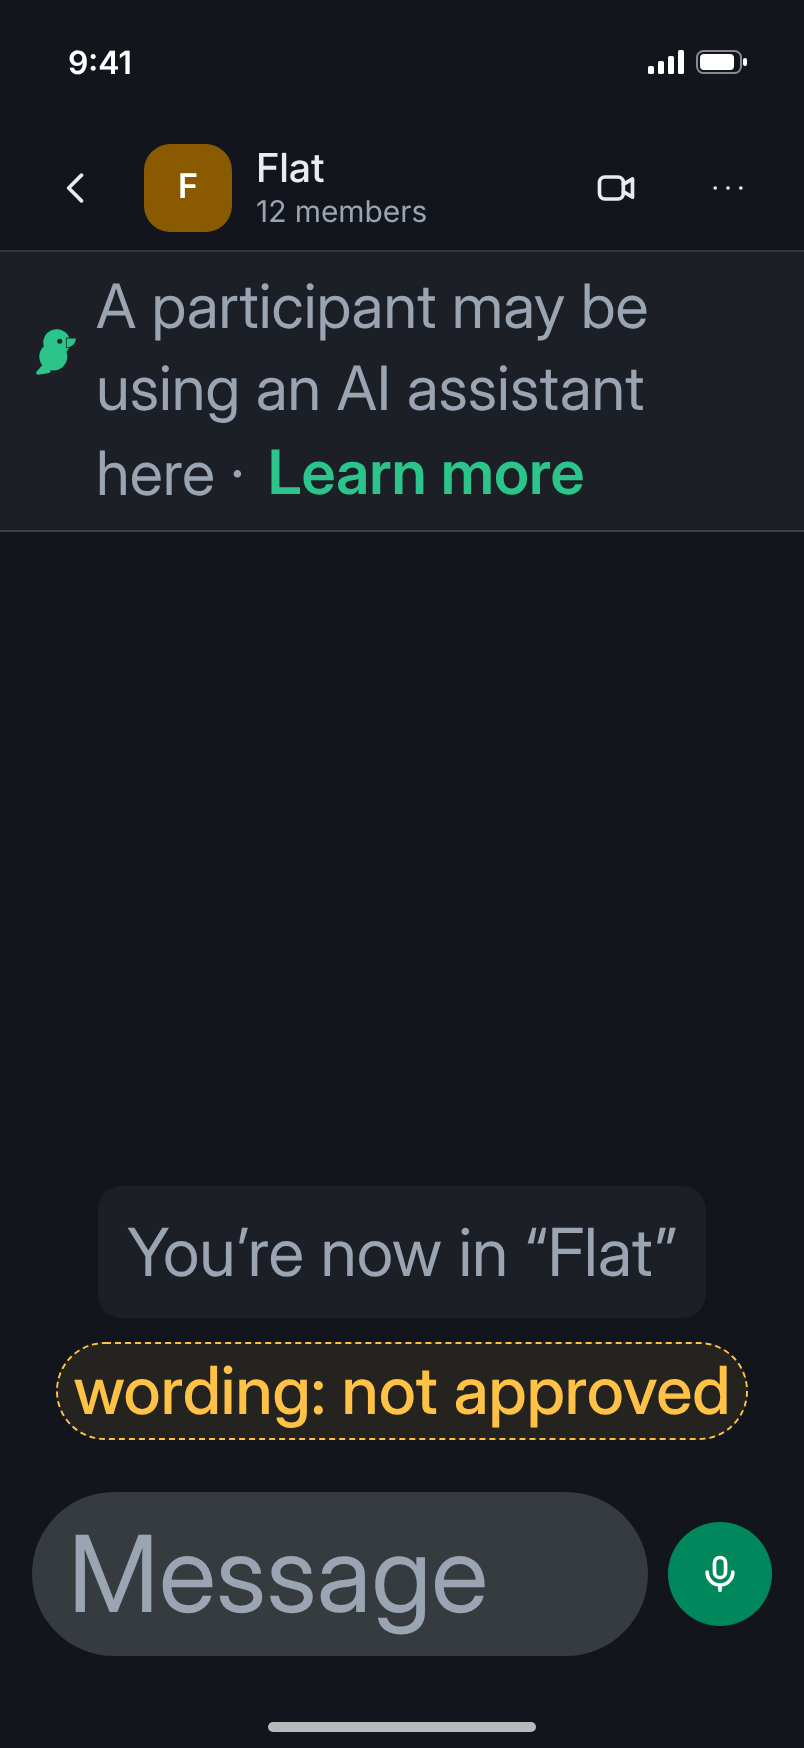 9:41
F
Flat
12 members
A participant may be
using an AI assistant
here · Learn more
You’re now in “Flat”
wording: not approved
Message